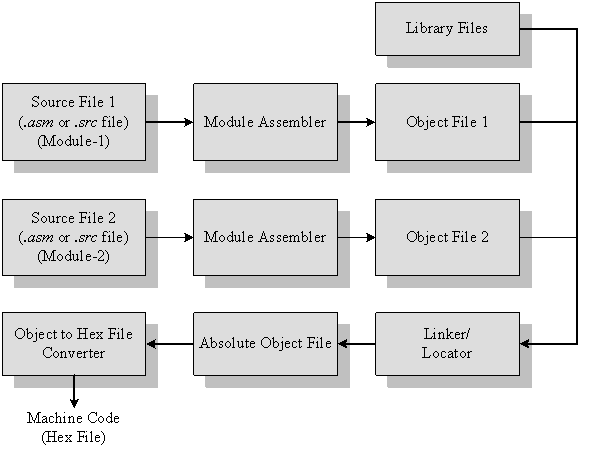 Library Files
Source File 1
(.asm or .src file)
(Module-1)
Module Assembler
Object File 1
Source File 2
(.asm or .src file)
(Module-2)
Module Assembler
Object File 2
Object to Hex File
Converter
Absolute Object File
Linker/
Locator
Machine Code
(Hex File)